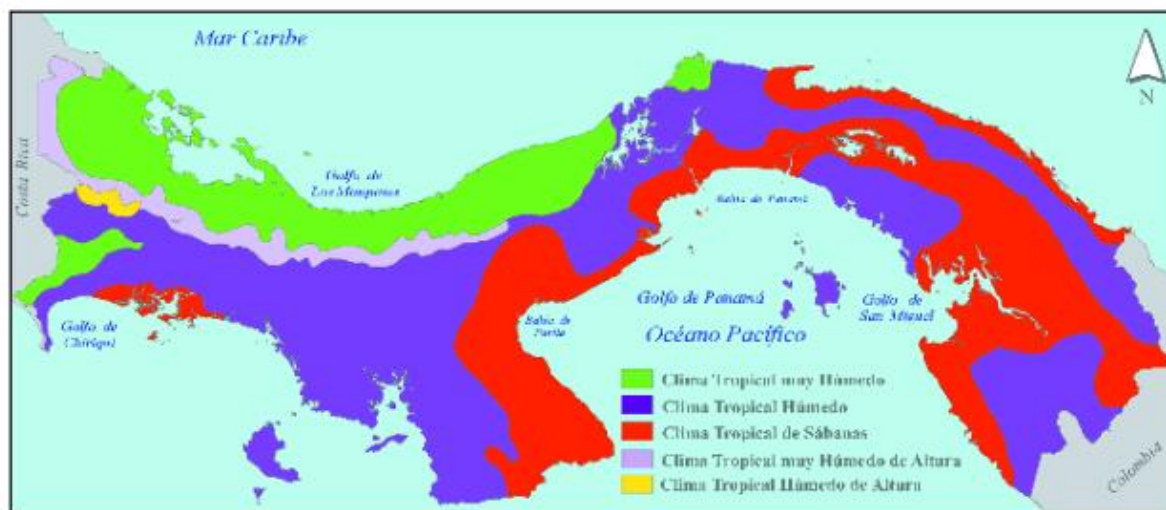 Mar Caribe
N
Costa Rica
Golfo de
Los Mosquitos
Bahía de Panamá
Golfo de
Chiriquí
Bahía de
Parita
Golfo de Panamá
Golfo de
San Miguel
Océano Pacífico
Clima Tropical muy Húmedo
Clima Tropical Húmedo
Clima Tropical de Sábanas
Clima Tropical muy Húmedo de Altura
Clima Tropical Húmedo de Altura
Colombia